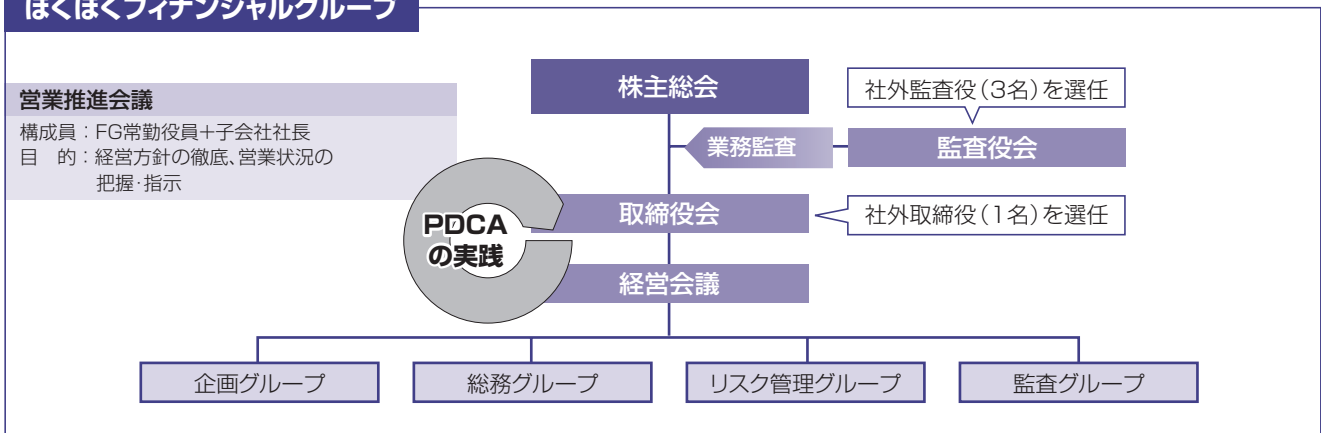 ほくほくフィナンシャルグループ
営業推進会議
構成員：FG常勤役員＋子会社社長
目　的：経営方針の徹底、営業状況の
把握・指示
株主総会
社外監査役（3名）を選任
業務監査
監査役会
PDCA
の実践
取締役会
社外取締役（1名）を選任
経営会議
企画グループ
総務グループ
リスク管理グループ
監査グループ